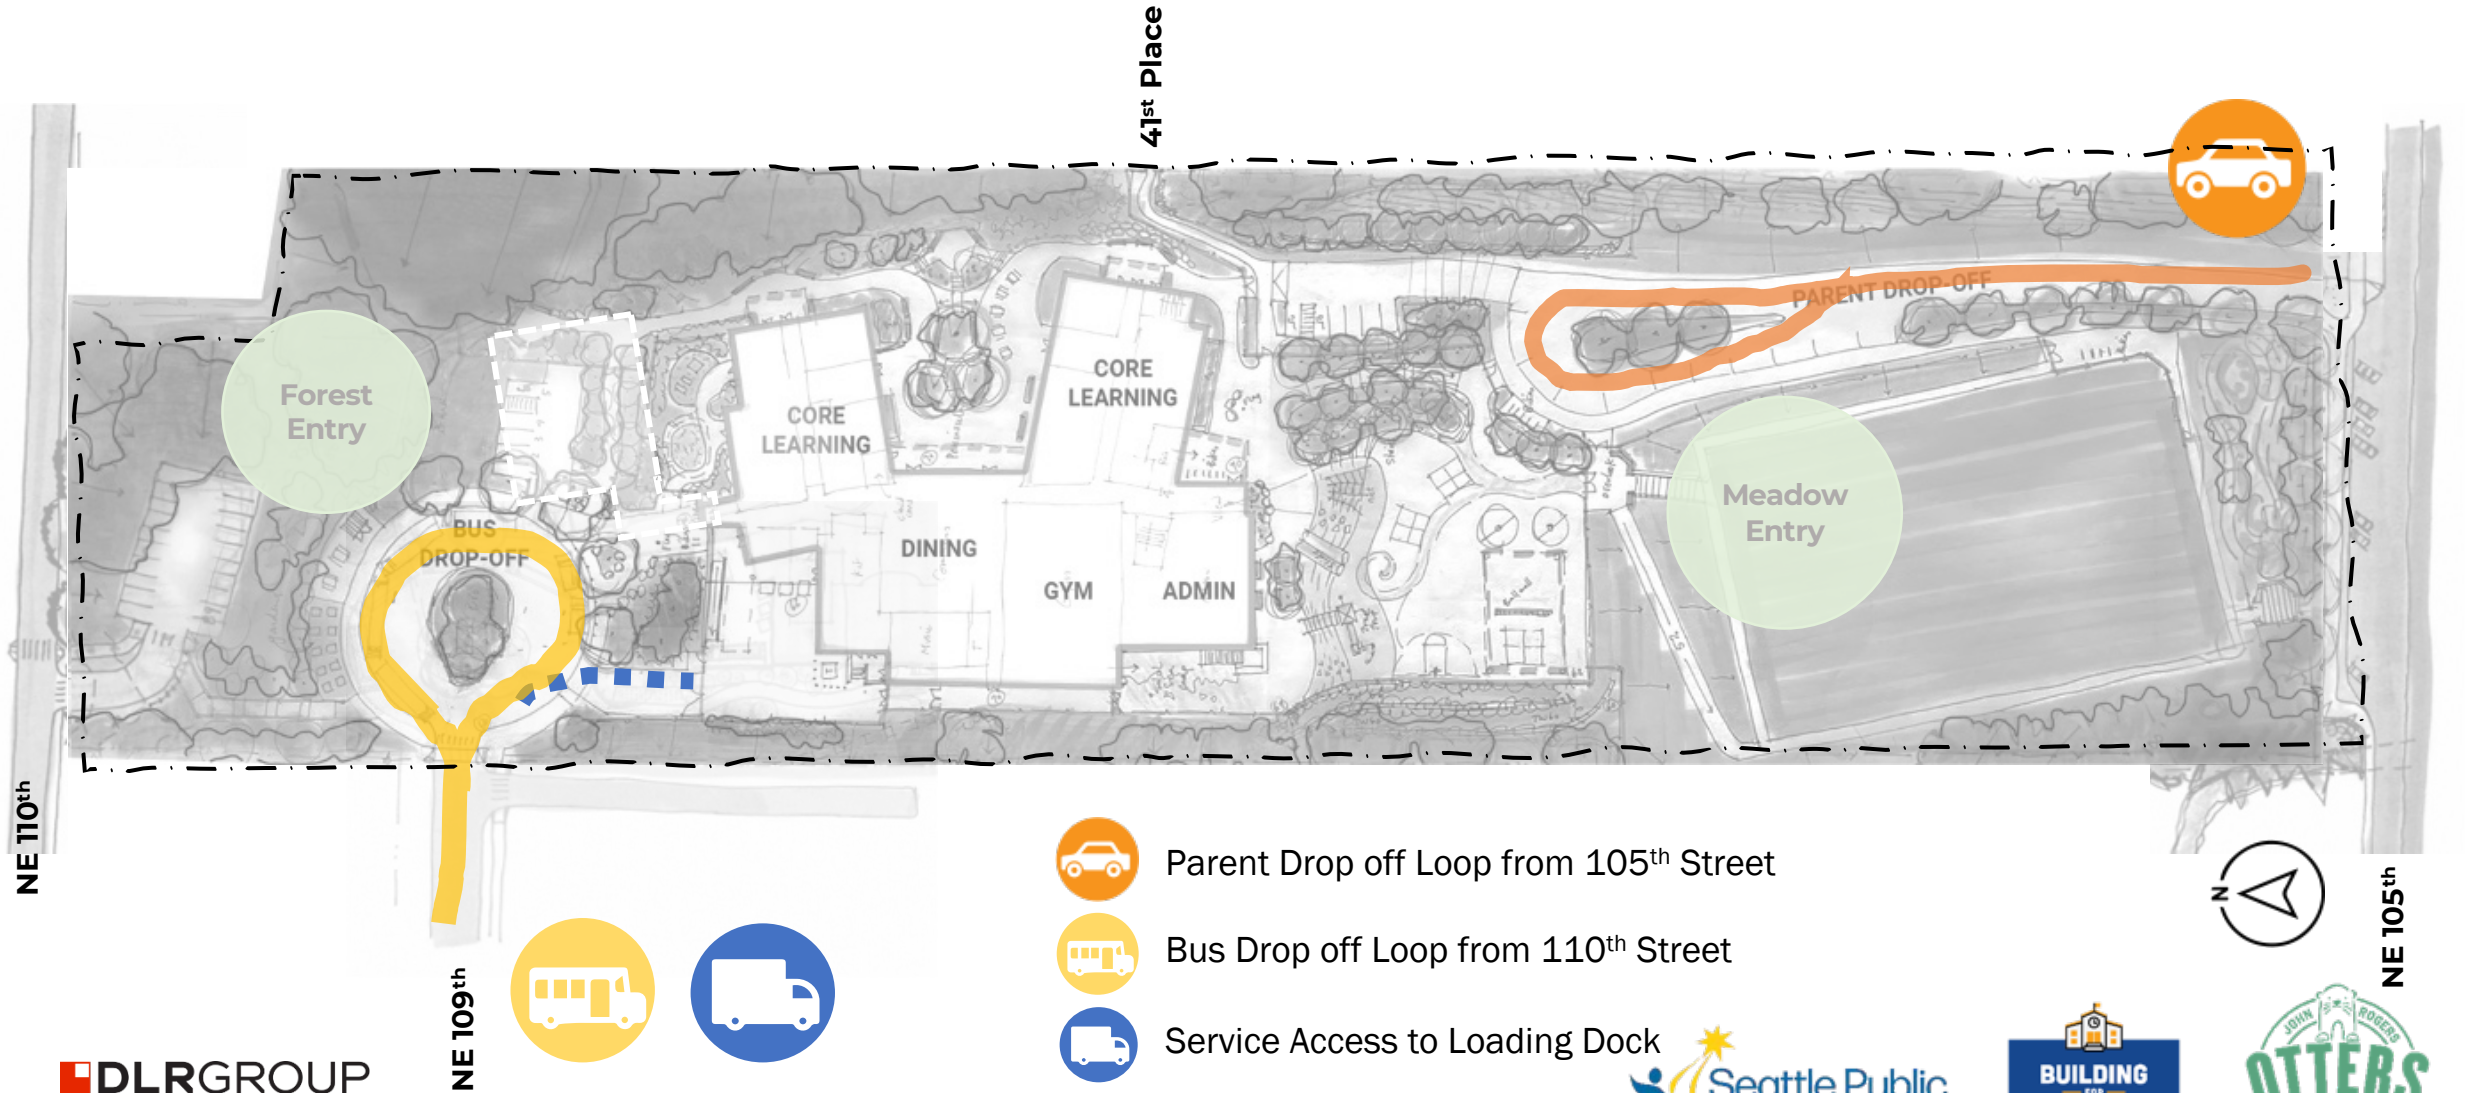 41st Place
Forest
Entry
BUS
DROP-OFF
CORE
LEARNING
CORE
LEARNING
DINING
GYM
ADMIN
PARENT DROP-OFF
Meadow
Entry
NE 110th
NE 109th
NE 105th
N
Parent Drop off Loop from 105th Street
Bus Drop off Loop from 110th Street
Service Access to Loading Dock
DLRGROUP
Seattle Public
BUILDING
FOR
JOHN ROGERS
OTTERS